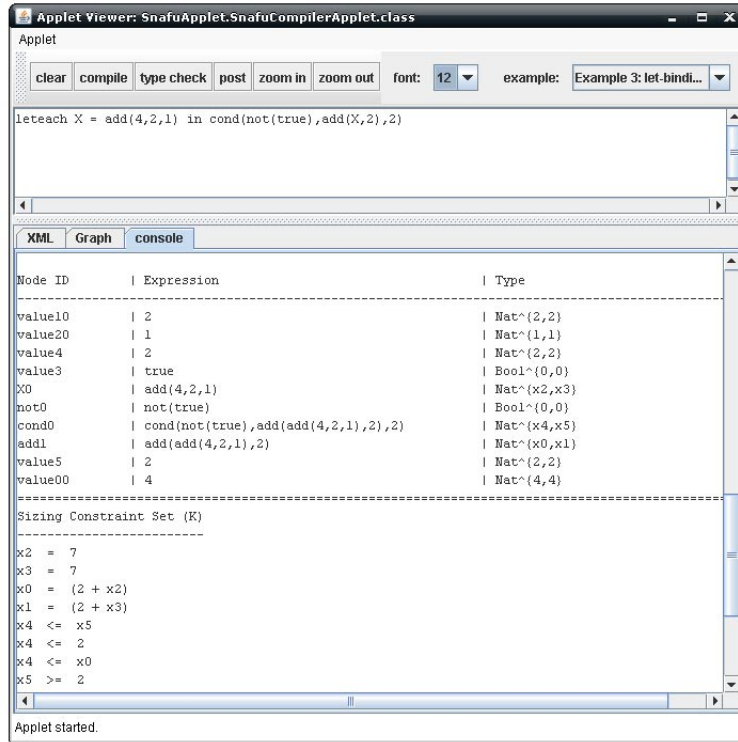 Applet Viewer: SnafuApplet.SnafuCompilerApplet.class
Applet
clear compile type check post zoom in zoom out font: 12 example: Example 3: let-bindi...
leteach X = add(4,2,1) in cond(not(true),add(X,2),2)
XML Graph console
Node ID | Expression | Type
--------------------------------------------------------------------------------
value10 | 2 | Nat^{2,2}
value20 | 1 | Nat^{1,1}
value4 | 2 | Nat^{2,2}
value3 | true | Bool^{0,0}
X0 | add(4,2,1) | Nat^{x2,x3}
not0 | not(true) | Bool^{0,0}
cond0 | cond(not(true),add(add(4,2,1),2),2) | Nat^{x4,x5}
add1 | add(add(4,2,1),2) | Nat^{x0,x1}
value5 | 2 | Nat^{2,2}
value00 | 4 | Nat^{4,4}
================================================================================
Sizing Constraint Set (K)
--------------------------
x2 = 7
x3 = 7
x0 = (2 + x2)
x1 = (2 + x3)
x4 <= x5
x4 <= 2
x4 <= x0
x5 >= 2
Applet started.